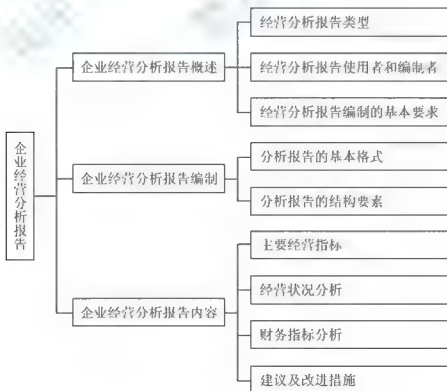 企业经营分析报告
企业经营分析报告概述
经营分析报告类型
经营分析报告使用者和编制者
经营分析报告编制的基本要求
企业经营分析报告编制
分析报告的基本格式
分析报告的结构要素
企业经营分析报告内容
主要经营指标
经营状况分析
财务指标分析
建议及改进措施